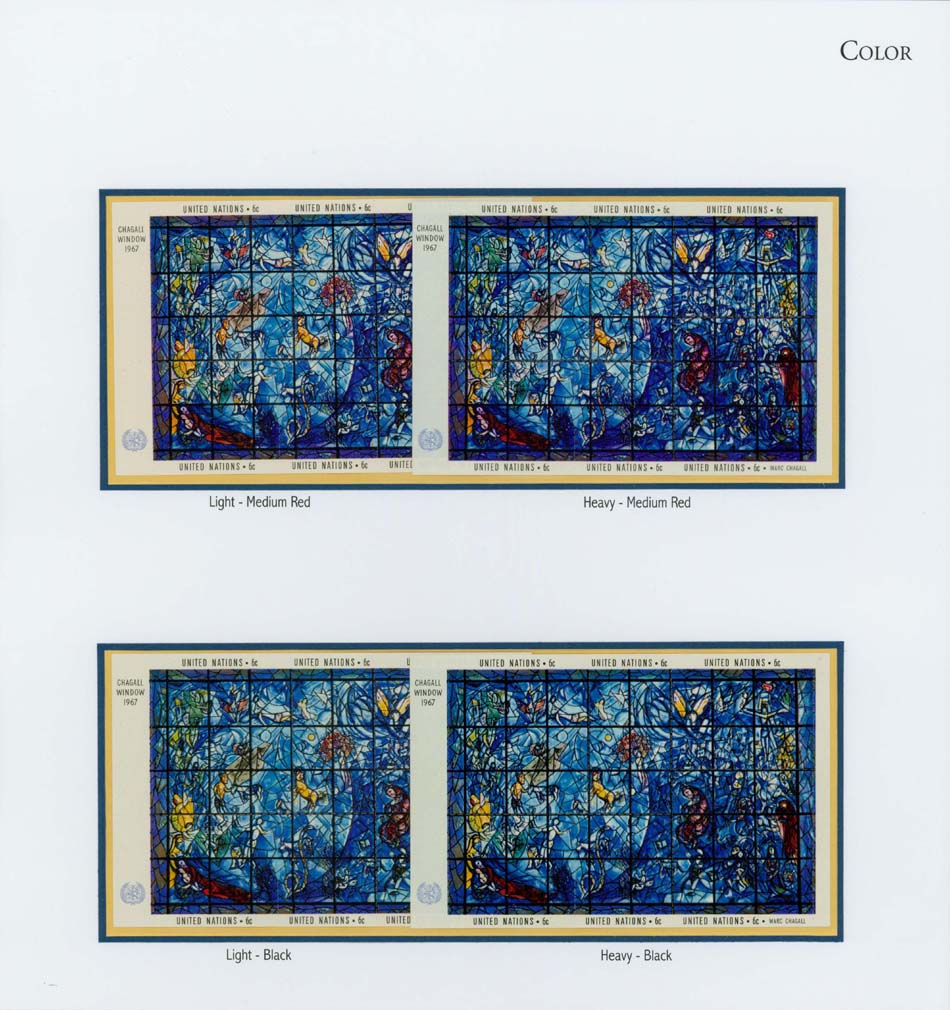 COLOR
UNITED NATIONS • 6c UNITED NATIONS • 6c U
UNITED NATIONS • 6c UNITED NATIONS • 6c UNITED NATIONS • 6c
CHAGALL
WINDOW
1967
CHAGALL
WINDOW
1967
UNITED NATIONS • 6c UNITED NATIONS • 6c UNITED
UNITED NATIONS • 6c UNITED NATIONS • 6c UNITED NATIONS • 6c • MARC CHAGALL
Light - Medium Red
Heavy - Medium Red
UNITED NATIONS • 6c UNITED NATIONS • 6c U
UNITED NATIONS • 6c UNITED NATIONS • 6c UNITED NATIONS • 6c
CHAGALL
WINDOW
1967
CHAGALL
WINDOW
1967
UNITED NATIONS • 6c UNITED NATIONS • 6c UNITED
UNITED NATIONS • 6c UNITED NATIONS • 6c UNITED NATIONS • 6c • MARC CHAGALL
Light - Black
Heavy - Black